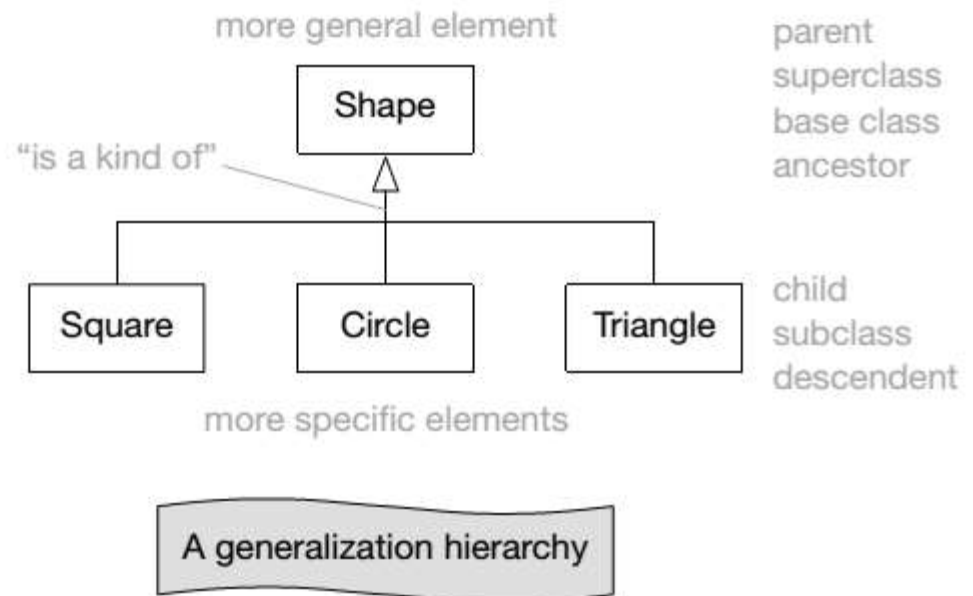 more general element
parent
superclass
base class
ancestor
Shape
“is a kind of”
Square
Circle
Triangle
child
subclass
descendent
more specific elements
A generalization hierarchy